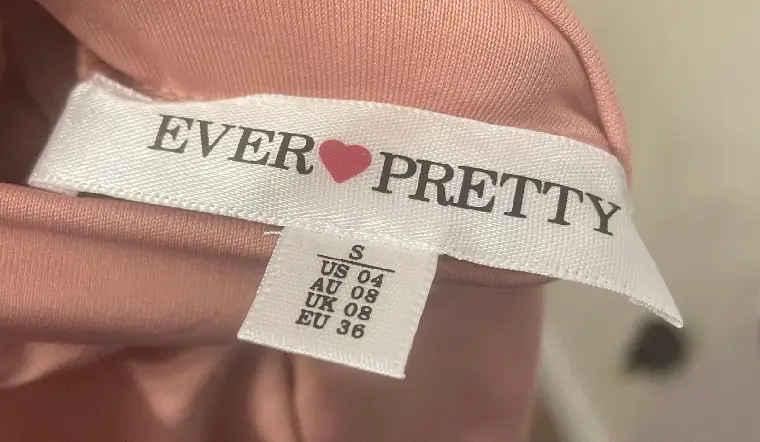 EVER❤PRETTY
S
US 04
AU 08
UK 08
EU 36